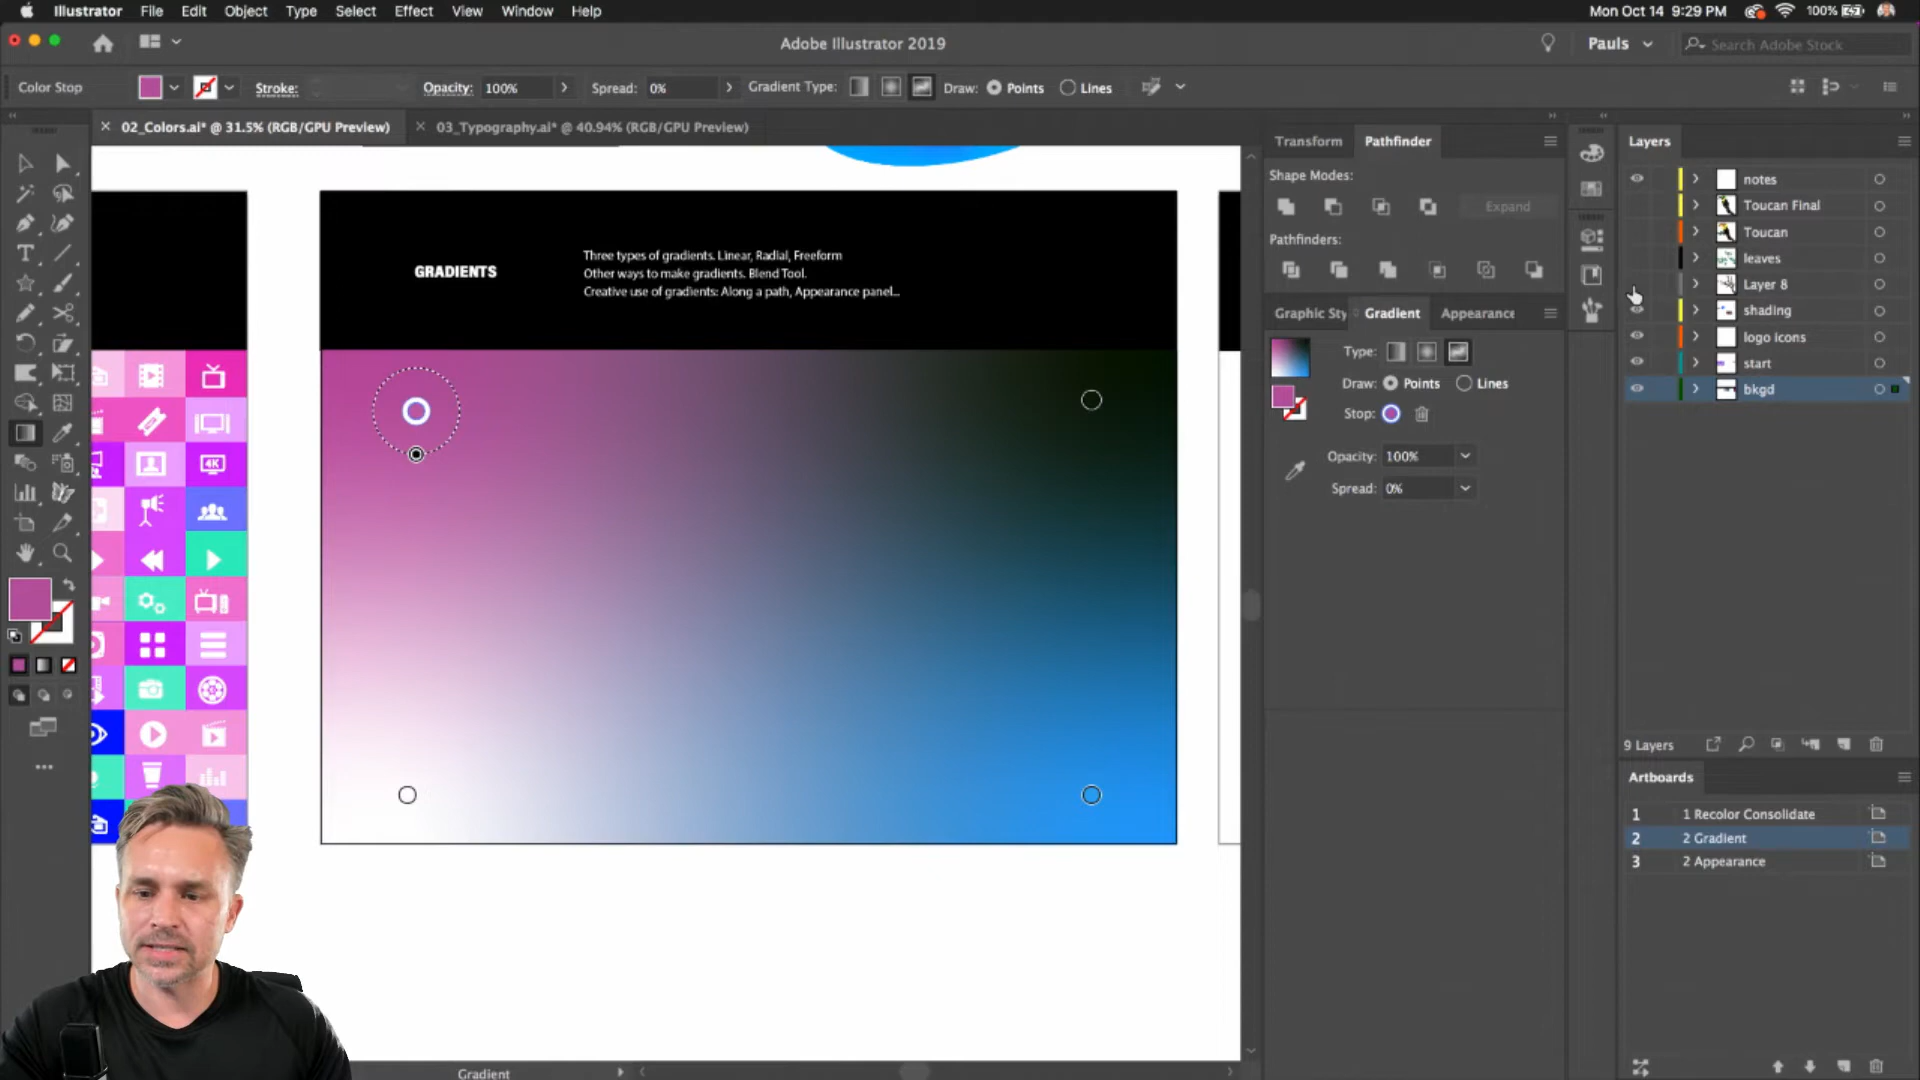 Illustrator File Edit Object Type Select Effect View Window Help
Mon Oct 14 9:29 PM 100%
Adobe Illustrator 2019
Pauls
Search Adobe Stock
Color Stop
Stroke:
Opacity: 100%
Spread: 0%
Gradient Type:
Draw: Points Lines
02_Colors.ai* @ 31.5% (RGB/GPU Preview)
03_Typography.ai* @ 40.94% (RGB/GPU Preview)
GRADIENTS
Three types of gradients. Linear, Radial, Freeform
Other ways to make gradients. Blend Tool.
Creative use of gradients: Along a path, Appearance panel...
4K
Transform Pathfinder
Shape Modes:
Expand
Pathfinders:
Graphic Sty Gradient Appearance
Type:
Draw: Points Lines
Stop:
Opacity: 100%
Spread: 0%
Layers
notes
Toucan Final
Toucan
leaves
Layer 8
shading
logo icons
start
bkgd
9 Layers
Artboards
1 1 Recolor Consolidate
2 2 Gradient
3 2 Appearance
Gradient